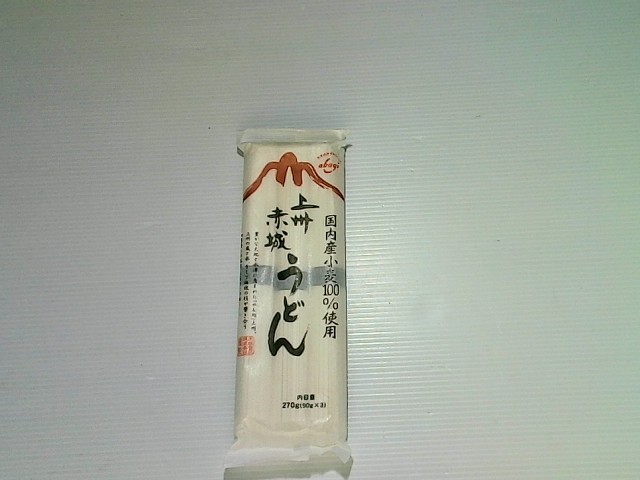 akagi
国内産小麦100%使用
上州
赤城
うどん
内容量
270g(90g×3)